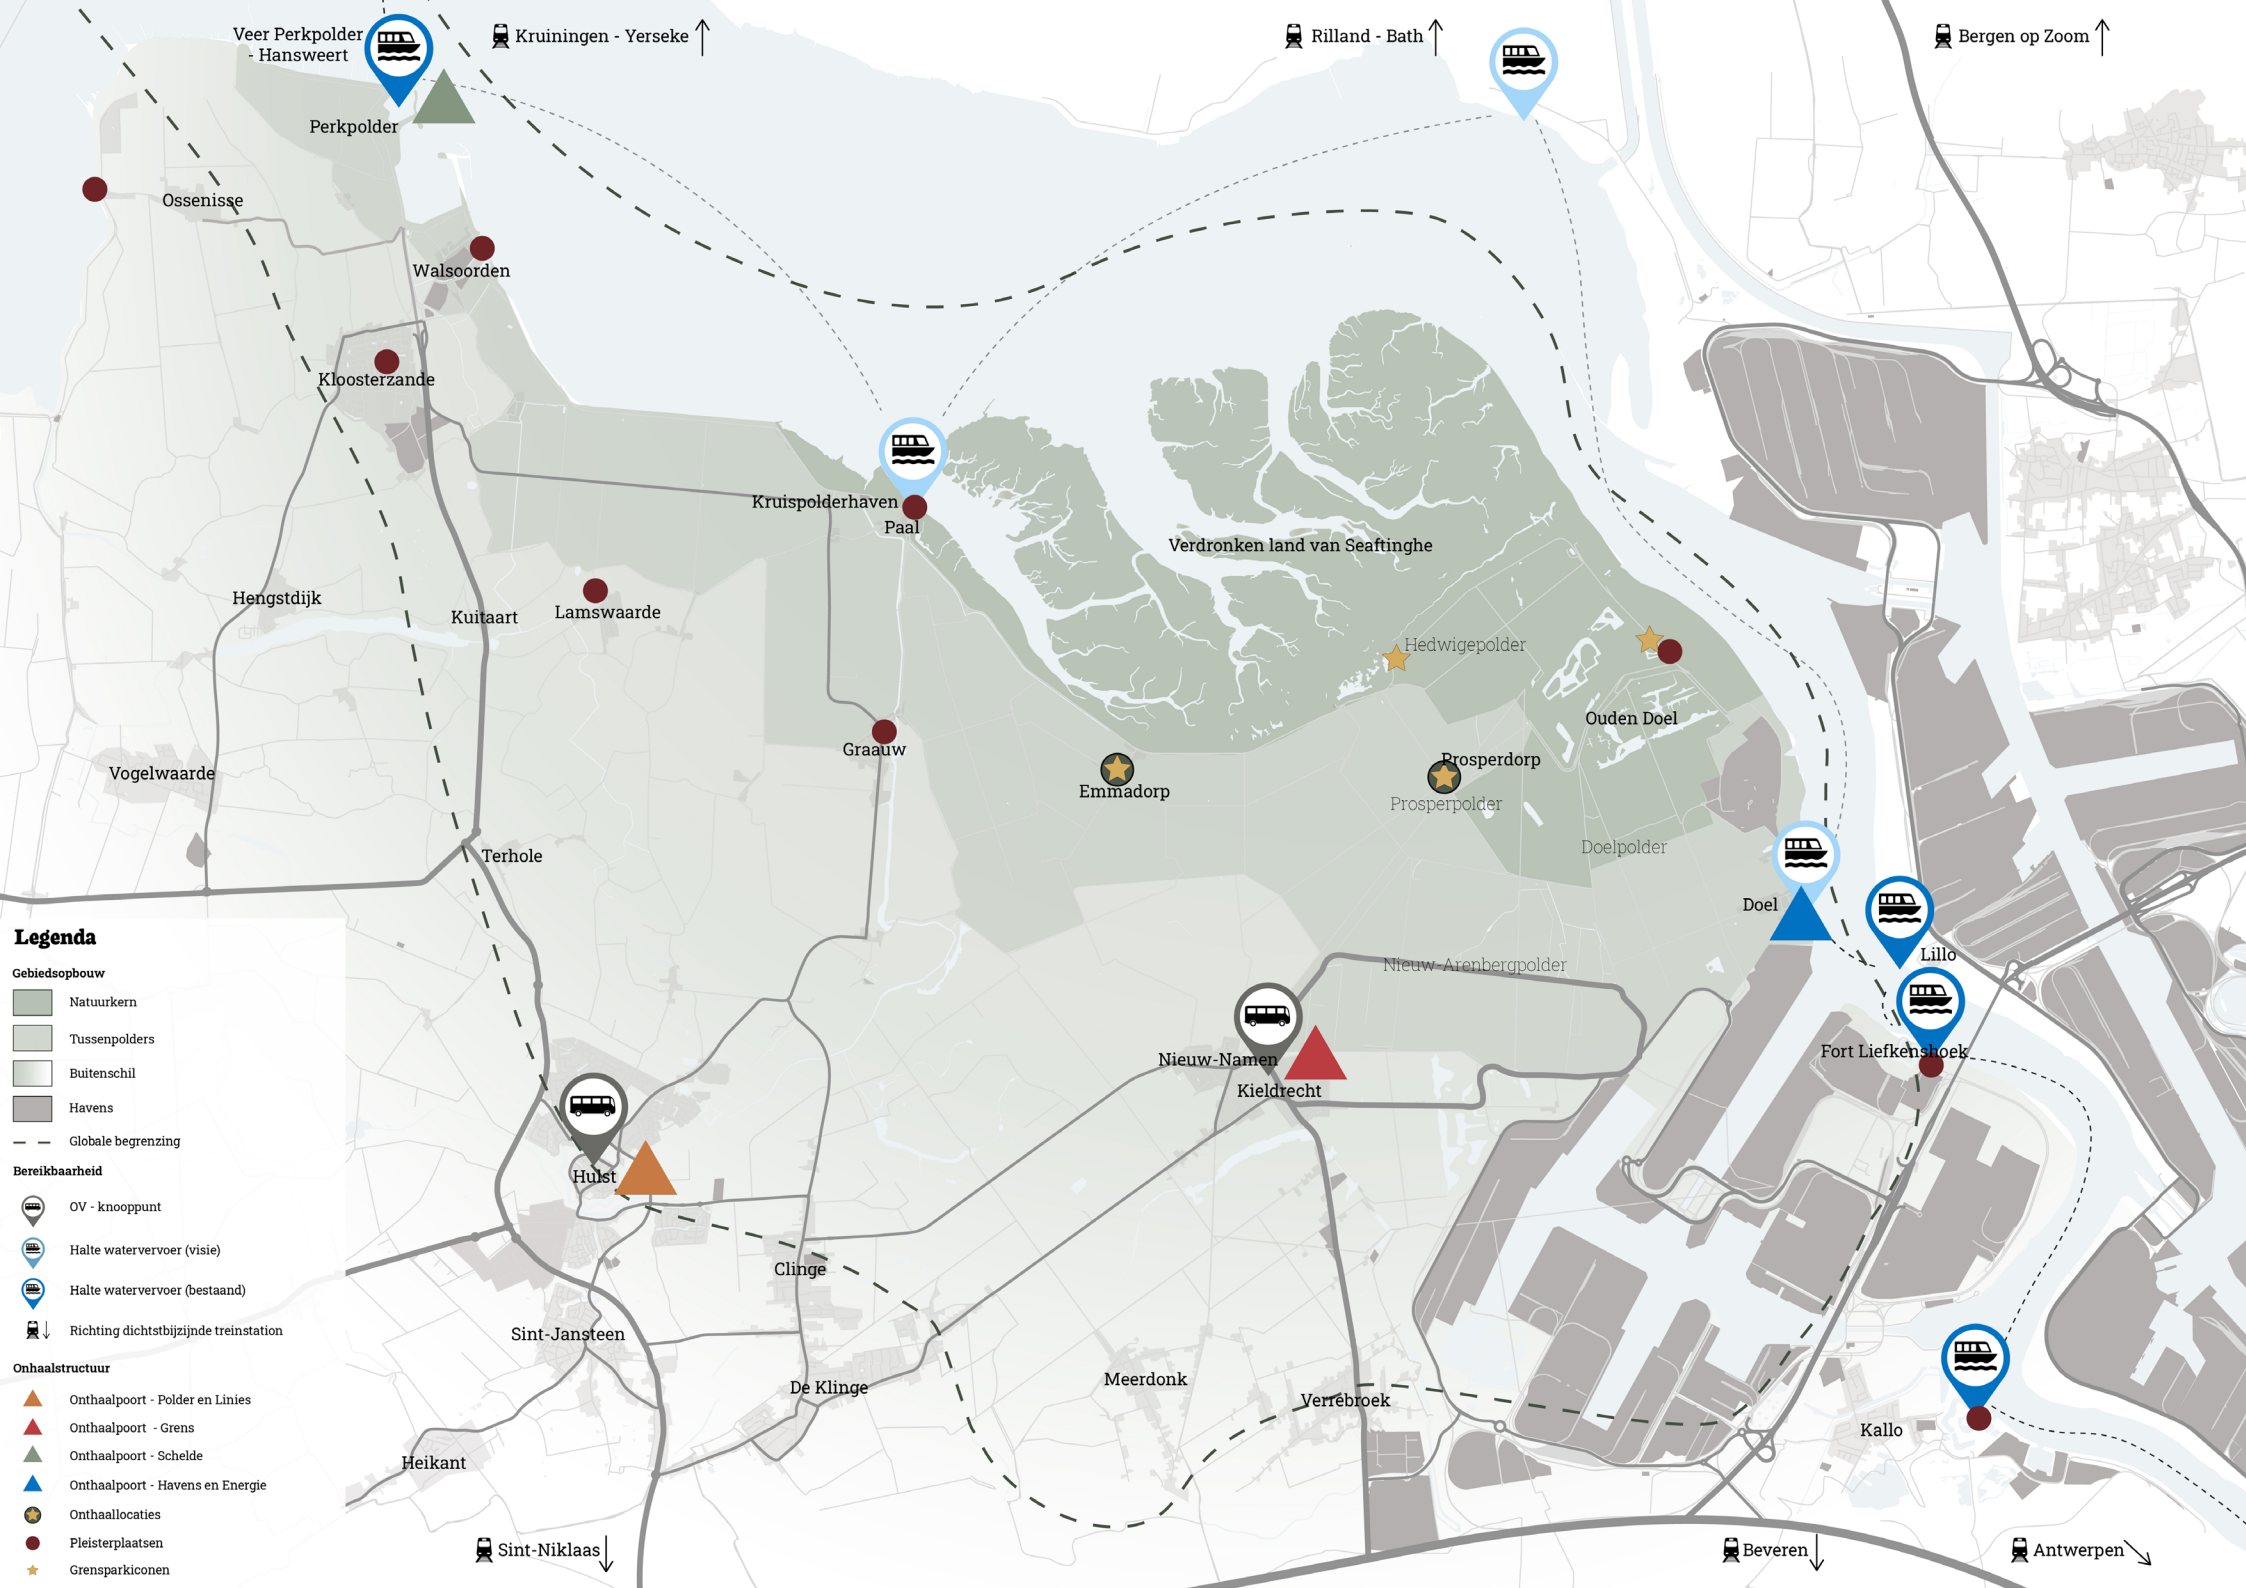 Veer Perkpolder
- Hansweert
Kruiningen - Yerseke
Rilland - Bath
Bergen op Zoom
Perkpolder
Ossenisse
Walsoorden
Kloosterzande
Kruispolderhaven
Paal
Verdronken land van Seaftinghe
Hengstdijk
Kuitaart
Lamswaarde
Hedwigepolder
Ouden Doel
Graauw
Vogelwaarde
Emmadorp
Prosperdorp
Prosperpolder
Doelpolder
Terhole
Doel
Lillo
Nieuw-Arenbergpolder
Nieuw-Namen
Kieldrecht
Fort Liefkenshoek
Hulst
Clinge
Sint-Jansteen
De Klinge
Meerdonk
Verrebroek
Kallo
Heikant
Sint-Niklaas
Beveren
Antwerpen
Legenda
Gebiedsopbouw
Natuurkern
Tussenpolders
Buitenschil
Havens
Globale begrenzing
Bereikbaarheid
OV - knooppunt
Halte watervervoer (visie)
Halte watervervoer (bestaand)
Richting dichtstbijzijnde treinstation
Onhaalstructuur
Onthaalpoort - Polder en Linies
Onthaalpoort - Grens
Onthaalpoort - Schelde
Onthaalpoort - Havens en Energie
Onthaallocaties
Pleisterplaatsen
Grensparkiconen